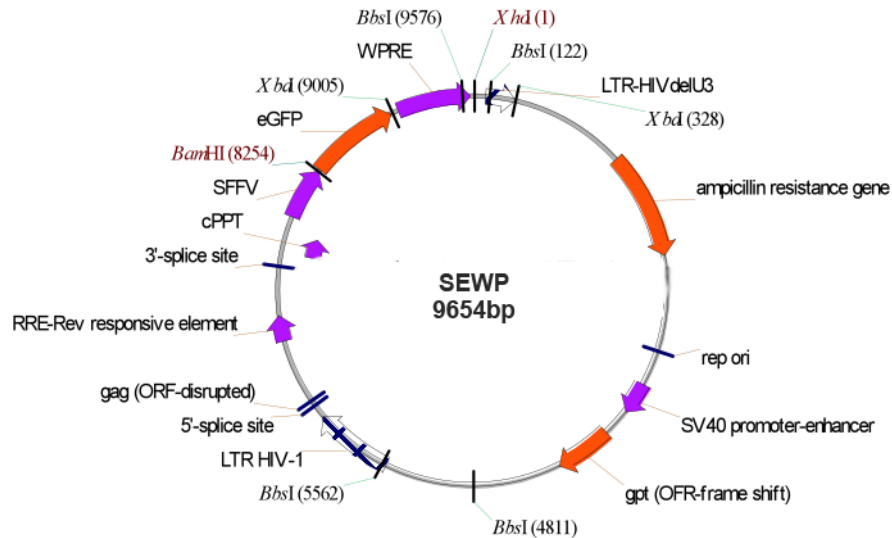 BbsI (9576)
XhoI (1)
BbsI (122)
WPRE
LTR-HIVdelU3
XbaI (9005)
XbaI (328)
eGFP
BamHI (8254)
ampicillin resistance gene
SFFV
cPPT
3'-splice site
SEWP
9654bp
RRE-Rev responsive element
rep ori
gag (ORF-disrupted)
5'-splice site
SV40 promoter-enhancer
LTR HIV-1
gpt (OFR-frame shift)
BbsI (5562)
BbsI (4811)